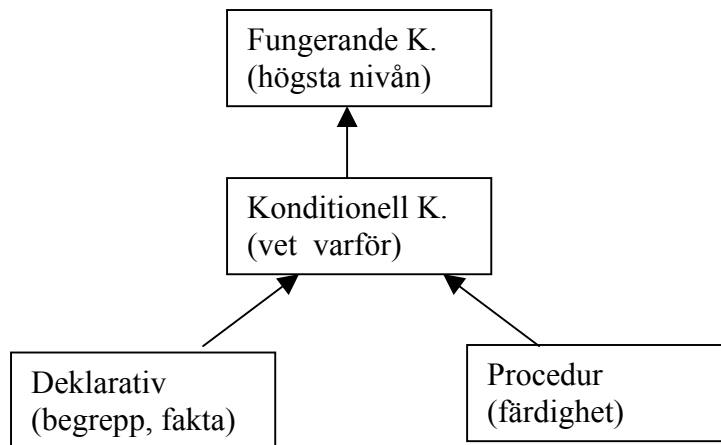 Fungerande K.
(högsta nivån)
Konditionell K.
(vet varför)
Deklarativ
(begrepp, fakta)
Procedur
(färdighet)